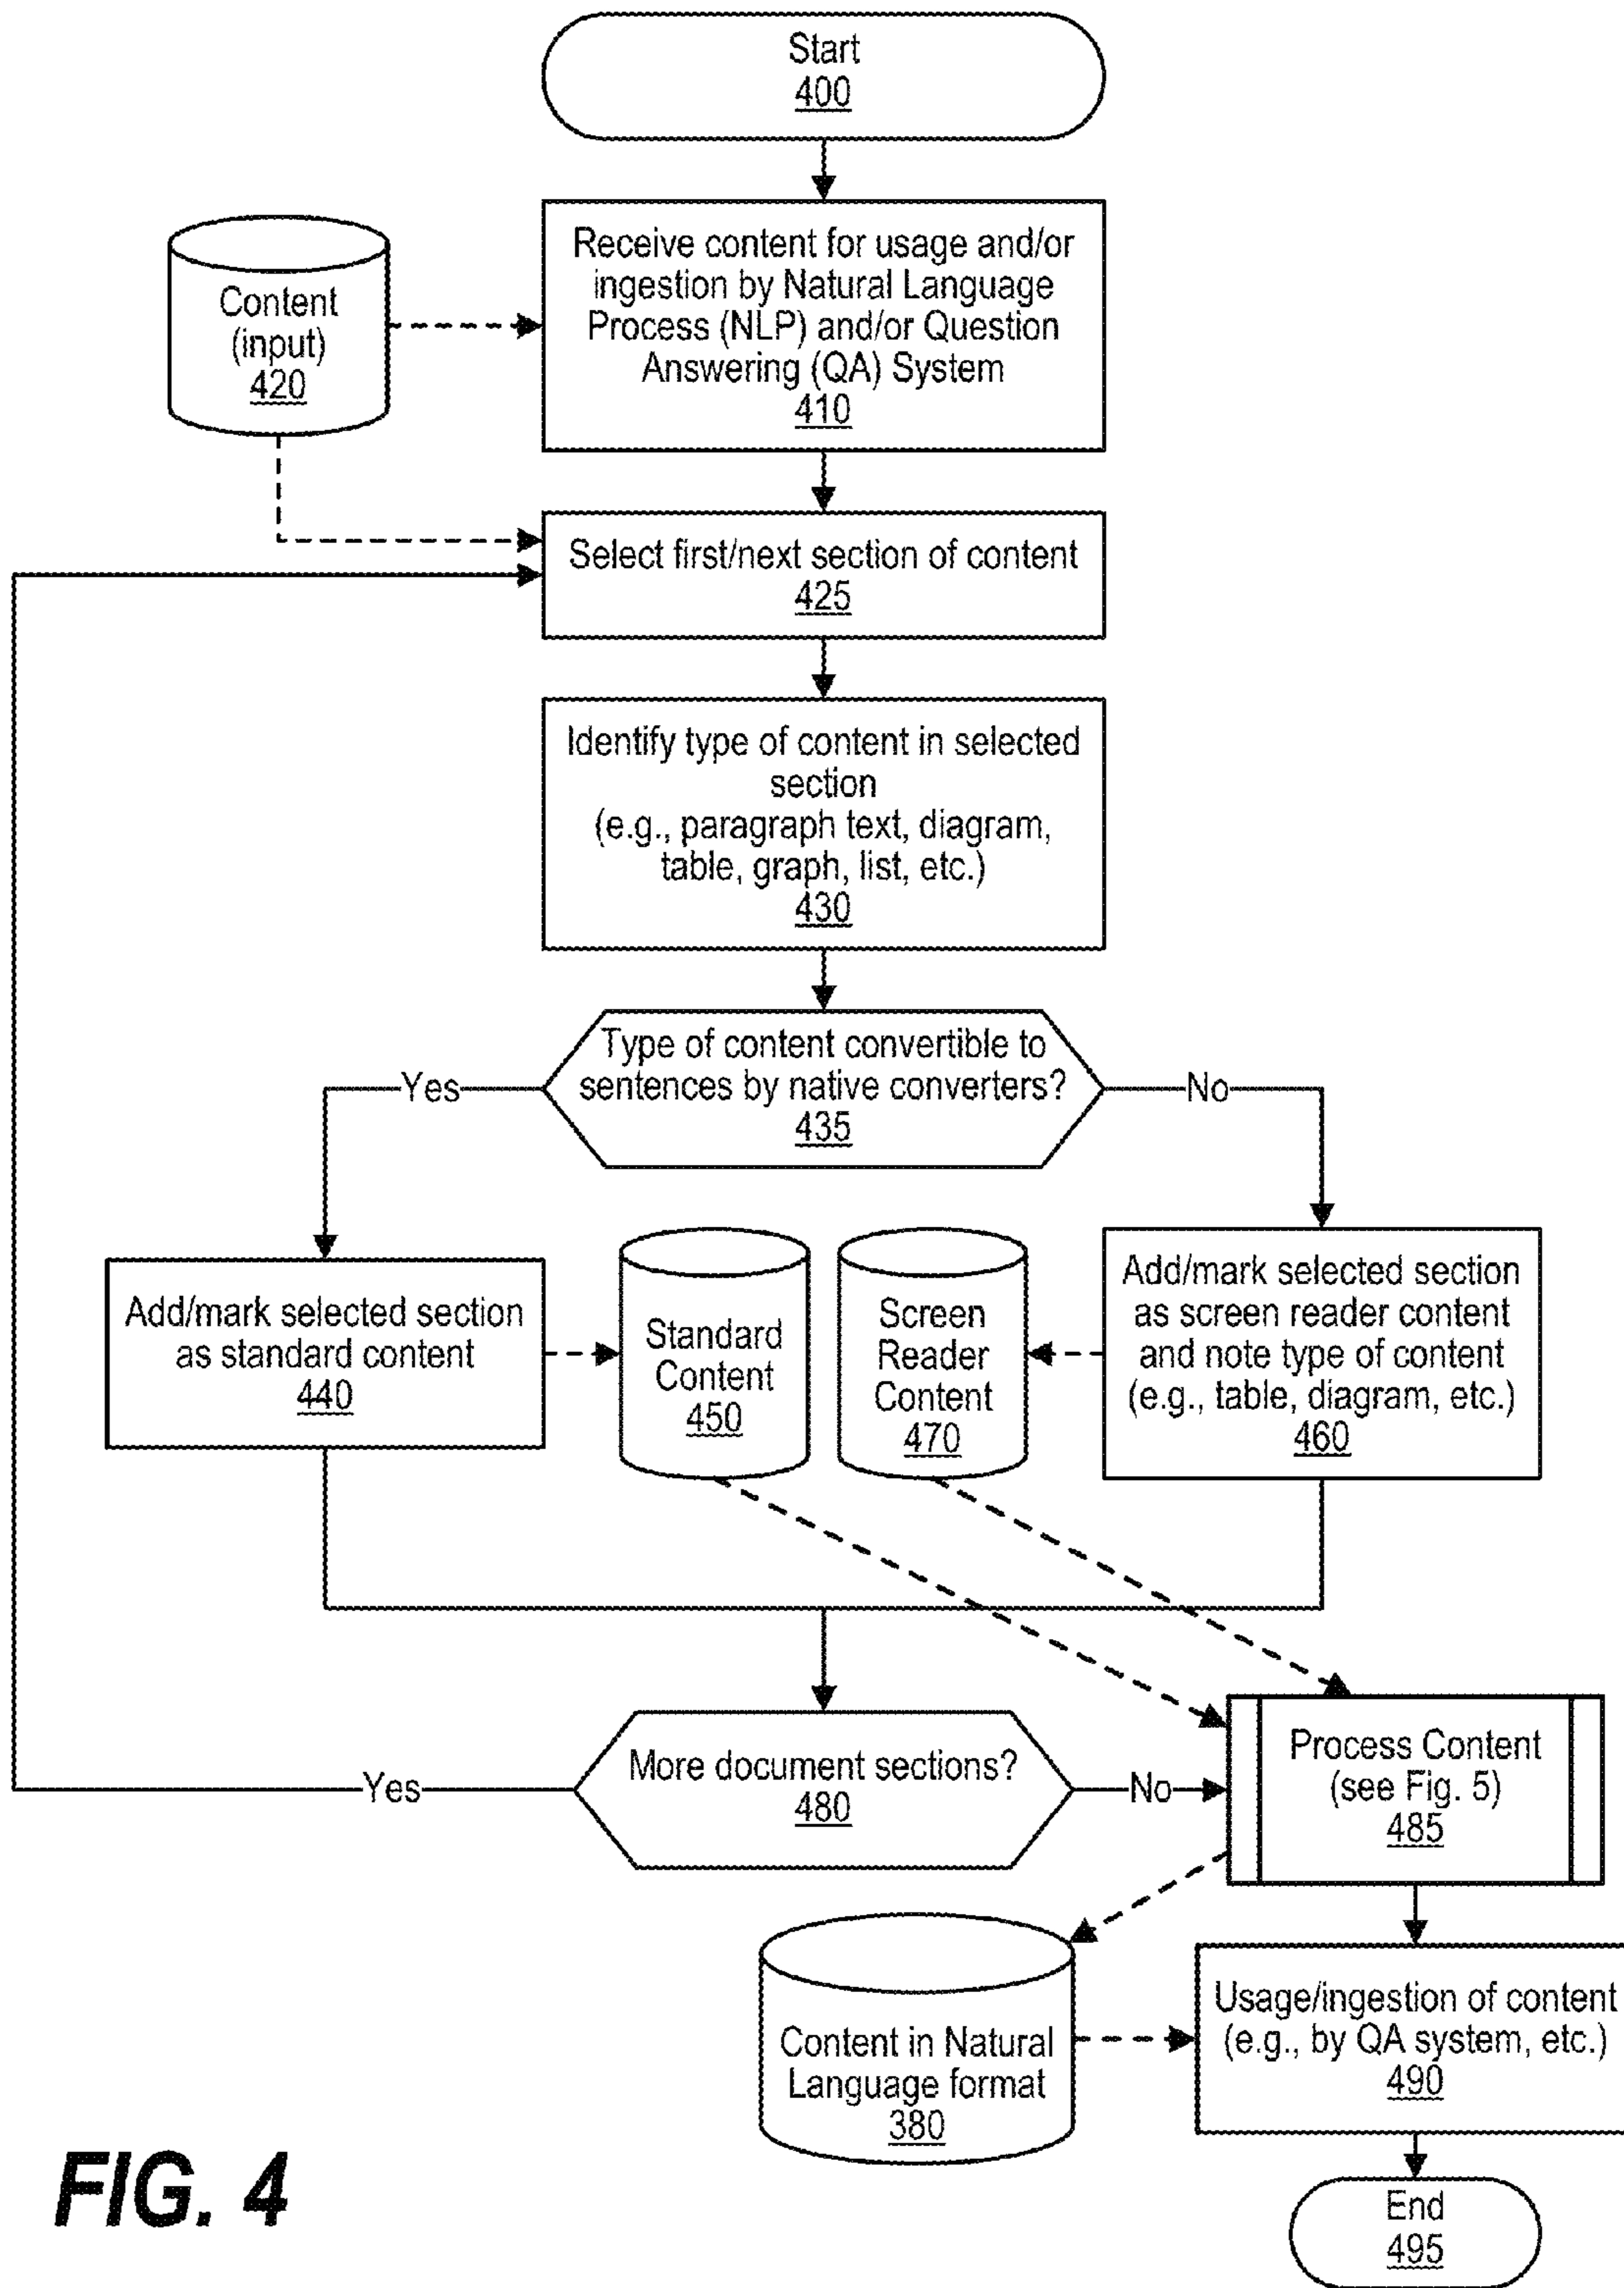 Start
400
Receive content for usage and/or
ingestion by Natural Language
Process (NLP) and/or Question
Answering (QA) System
410
Content
(input)
420
Select first/next section of content
425
Identify type of content in selected
section
(e.g., paragraph text, diagram,
table, graph, list, etc.)
430
Type of content convertible to
sentences by native converters?
435
Yes
No
Add/mark selected section
as standard content
440
Standard
Content
450
Screen
Reader
Content
470
Add/mark selected section
as screen reader content
and note type of content
(e.g., table, diagram, etc.)
460
More document sections?
480
Yes
No
Process Content
(see Fig. 5)
485
Content in Natural
Language format
380
Usage/ingestion of content
(e.g., by QA system, etc.)
490
End
495
FIG. 4